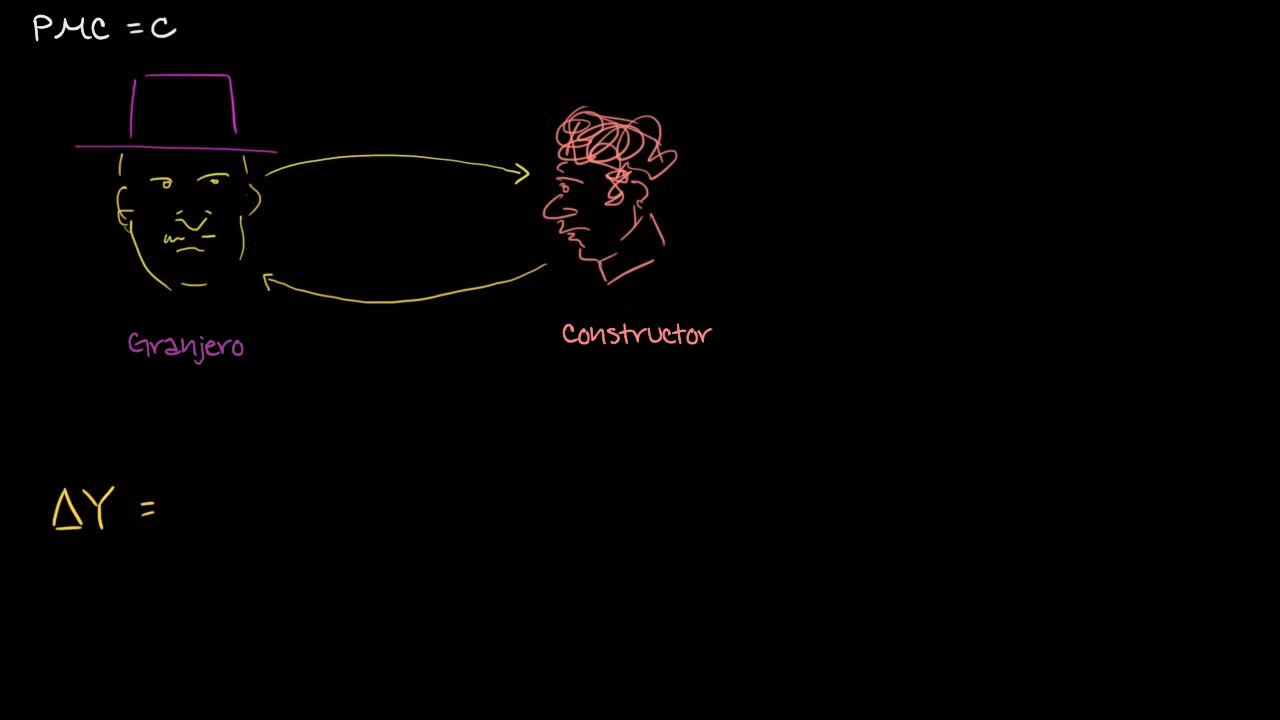 PMC = C
Granjero
Constructor
ΔY =